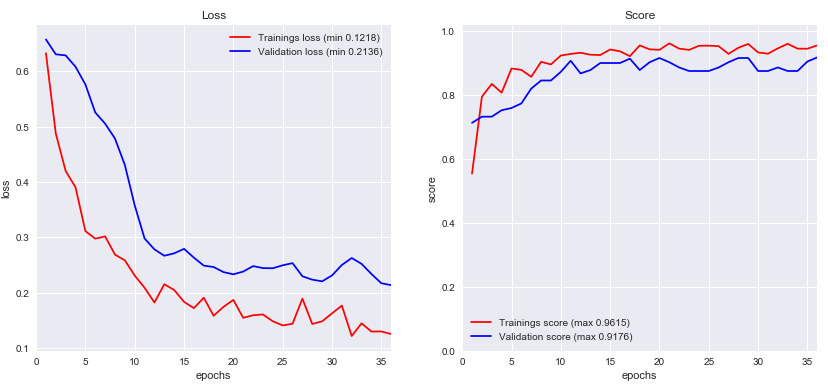 Loss
Trainings loss (min 0.1218)
Validation loss (min 0.2136)
0.6
0.5
0.4
0.3
0.2
0.1
loss
0
5
10
15
20
25
30
35
epochs
Score
1.0
0.8
0.6
0.4
0.2
0.0
score
Trainings score (max 0.9615)
Validation score (max 0.9176)
0
5
10
15
20
25
30
35
epochs